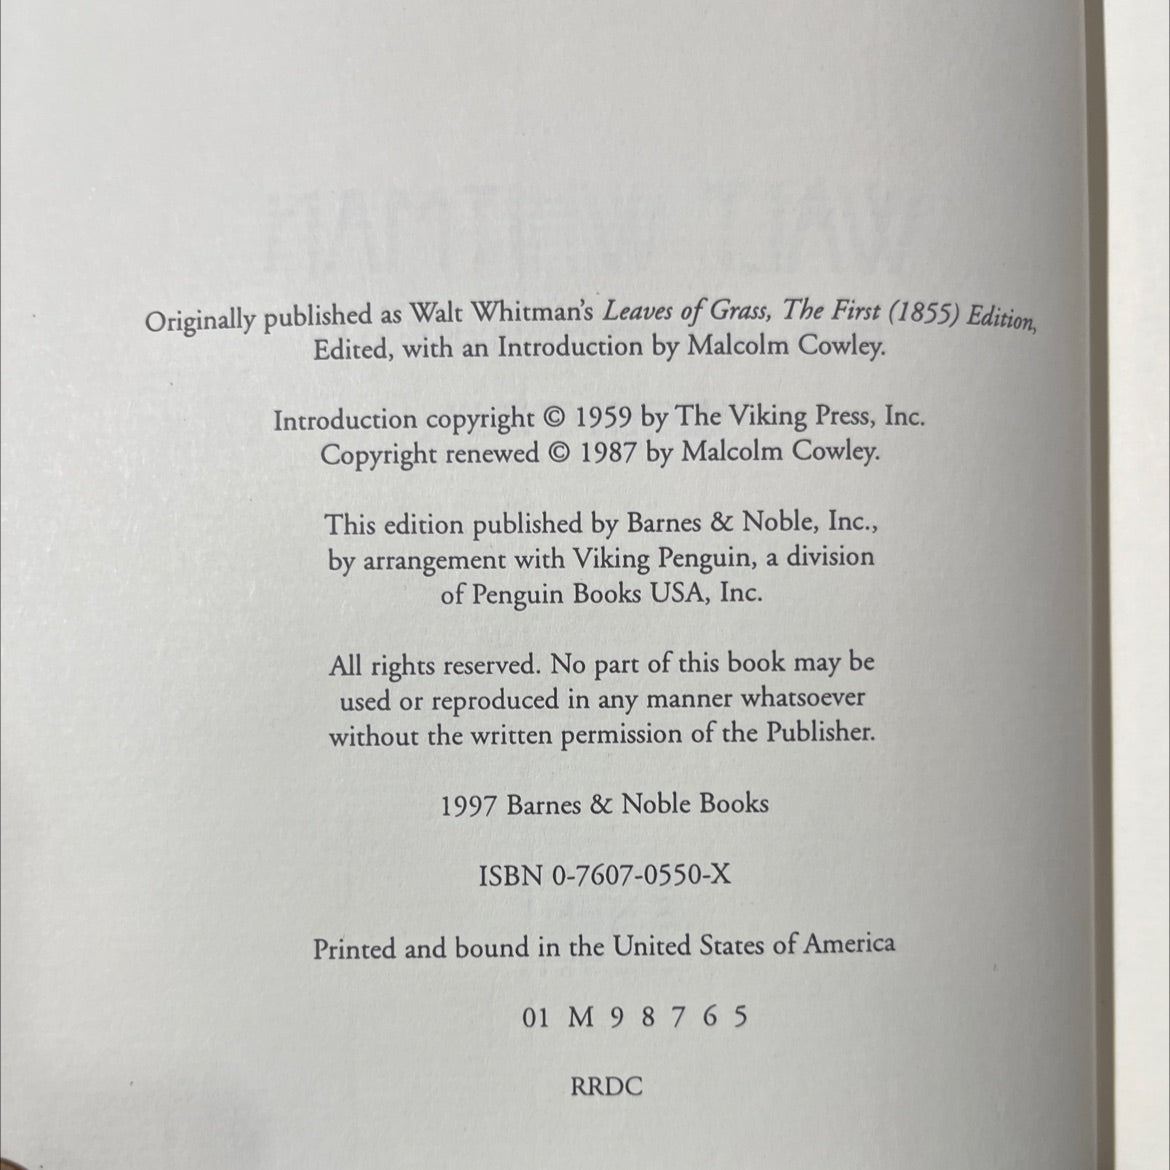 Originally published as Walt Whitman's Leaves of Grass, The First (1855) Edition,
Edited, with an Introduction by Malcolm Cowley.
Introduction copyright © 1959 by The Viking Press, Inc.
Copyright renewed © 1987 by Malcolm Cowley.
This edition published by Barnes & Noble, Inc.,
by arrangement with Viking Penguin, a division
of Penguin Books USA, Inc.
All rights reserved. No part of this book may be
used or reproduced in any manner whatsoever
without the written permission of the Publisher.
1997 Barnes & Noble Books
ISBN 0-7607-0550-X
Printed and bound in the United States of America
01 M 9 8 7 6 5
RRDC